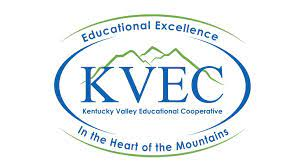 Educational Excellence
KVEC
Kentucky Valley Educational Cooperative
In the Heart of the Mountains